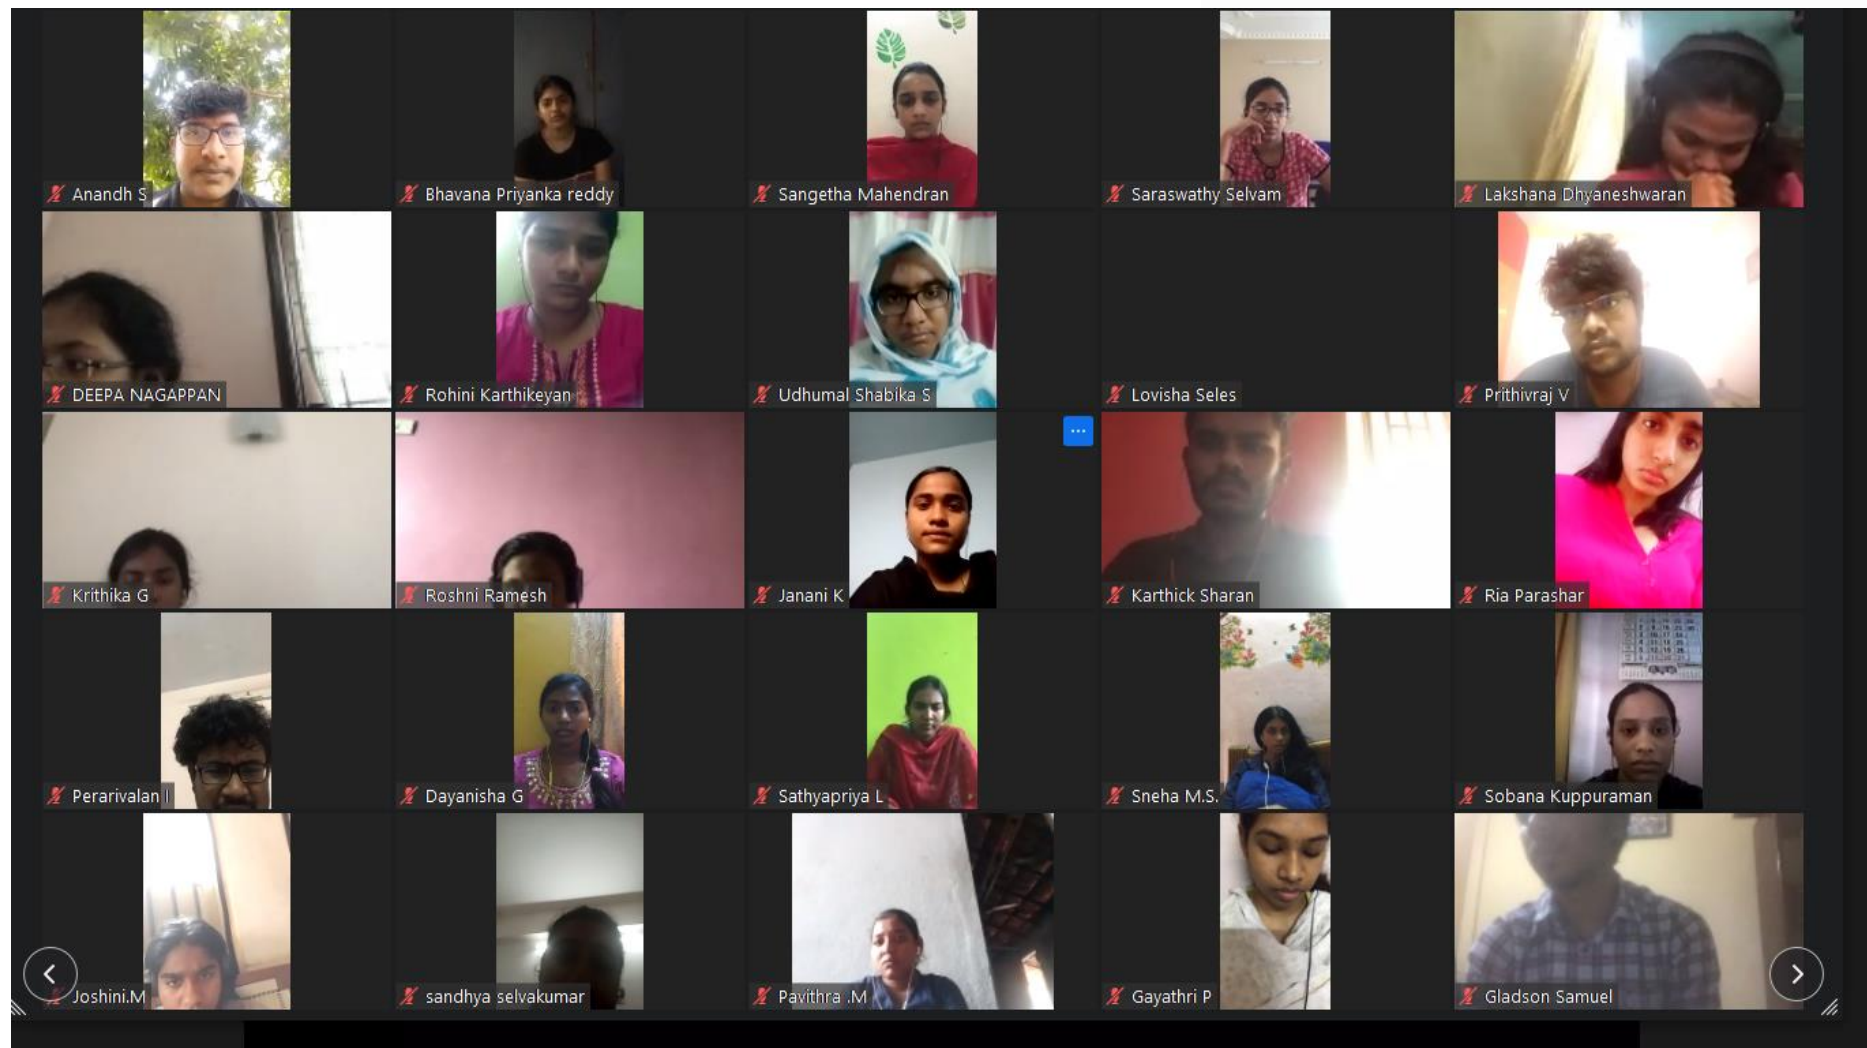 Anandh S
Bhavana Priyanka reddy
Sangetha Mahendran
Saraswathy Selvam
Lakshana Dhyaneshwaran
DEEPA NAGAPPAN
Rohini Karthikeyan
Udhumal Shabika S
Lovisha Seles
Prithivraj V
Krithika G
Roshni Ramesh
Janani K
Karthick Sharan
Ria Parashar
Perarivalan I
Dayanisha G
Sathyapriya L
Sneha M.S.
Sobana Kuppuraman
Joshini.M
sandhya selvakumar
Pavithra .M
Gayathri P
Gladson Samuel